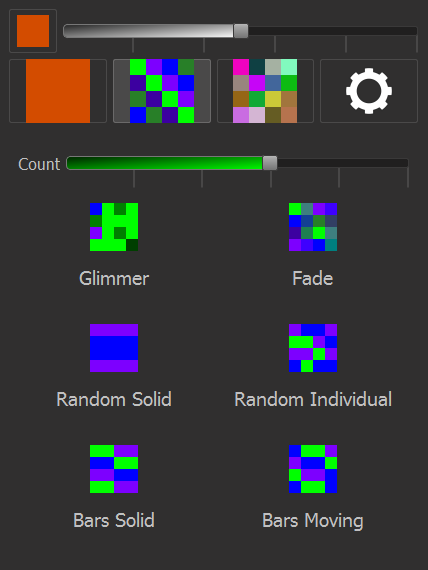 Count
Glimmer
Fade
Random Solid
Random Individual
Bars Solid
Bars Moving